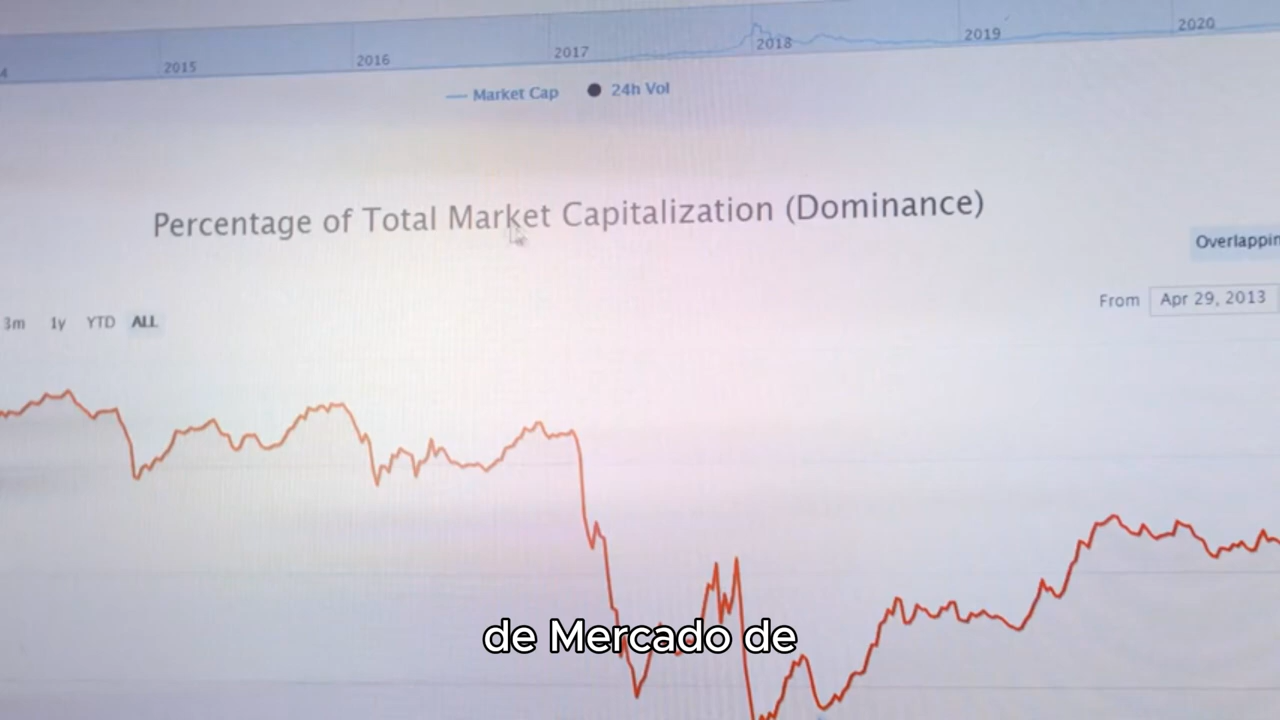 4 2015 2016 2017 2018 2019 2020
Market Cap 24h Vol
Percentage of Total Market Capitalization (Dominance)
Overlappin
From Apr 29, 2013
3m 1y YTD ALL
de Mercado de